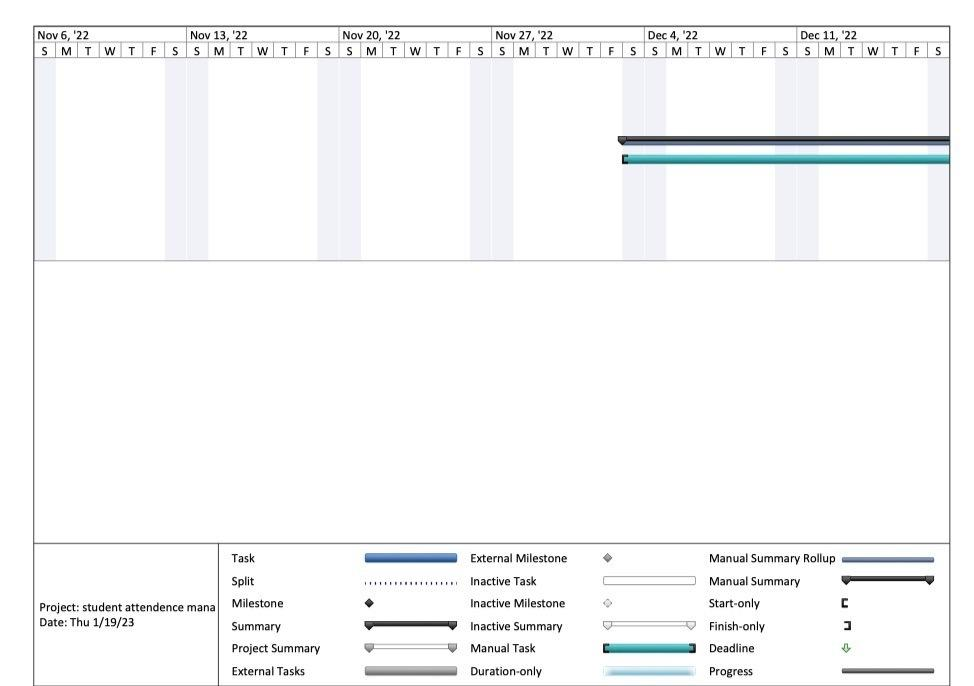 Nov 6, '22 Nov 13, '22 Nov 20, '22 Nov 27, '22 Dec 4, '22 Dec 11, '22
S M T W T F S S M T W T F S S M T W T F S S M T W T F S S M T W T F S S M T W T F S
Project: student attendence mana
Date: Thu 1/19/23
Task External Milestone Manual Summary Rollup
Split Inactive Task Manual Summary
Milestone Inactive Milestone Start-only
Summary Inactive Summary Finish-only
Project Summary Manual Task Deadline
External Tasks Duration-only Progress